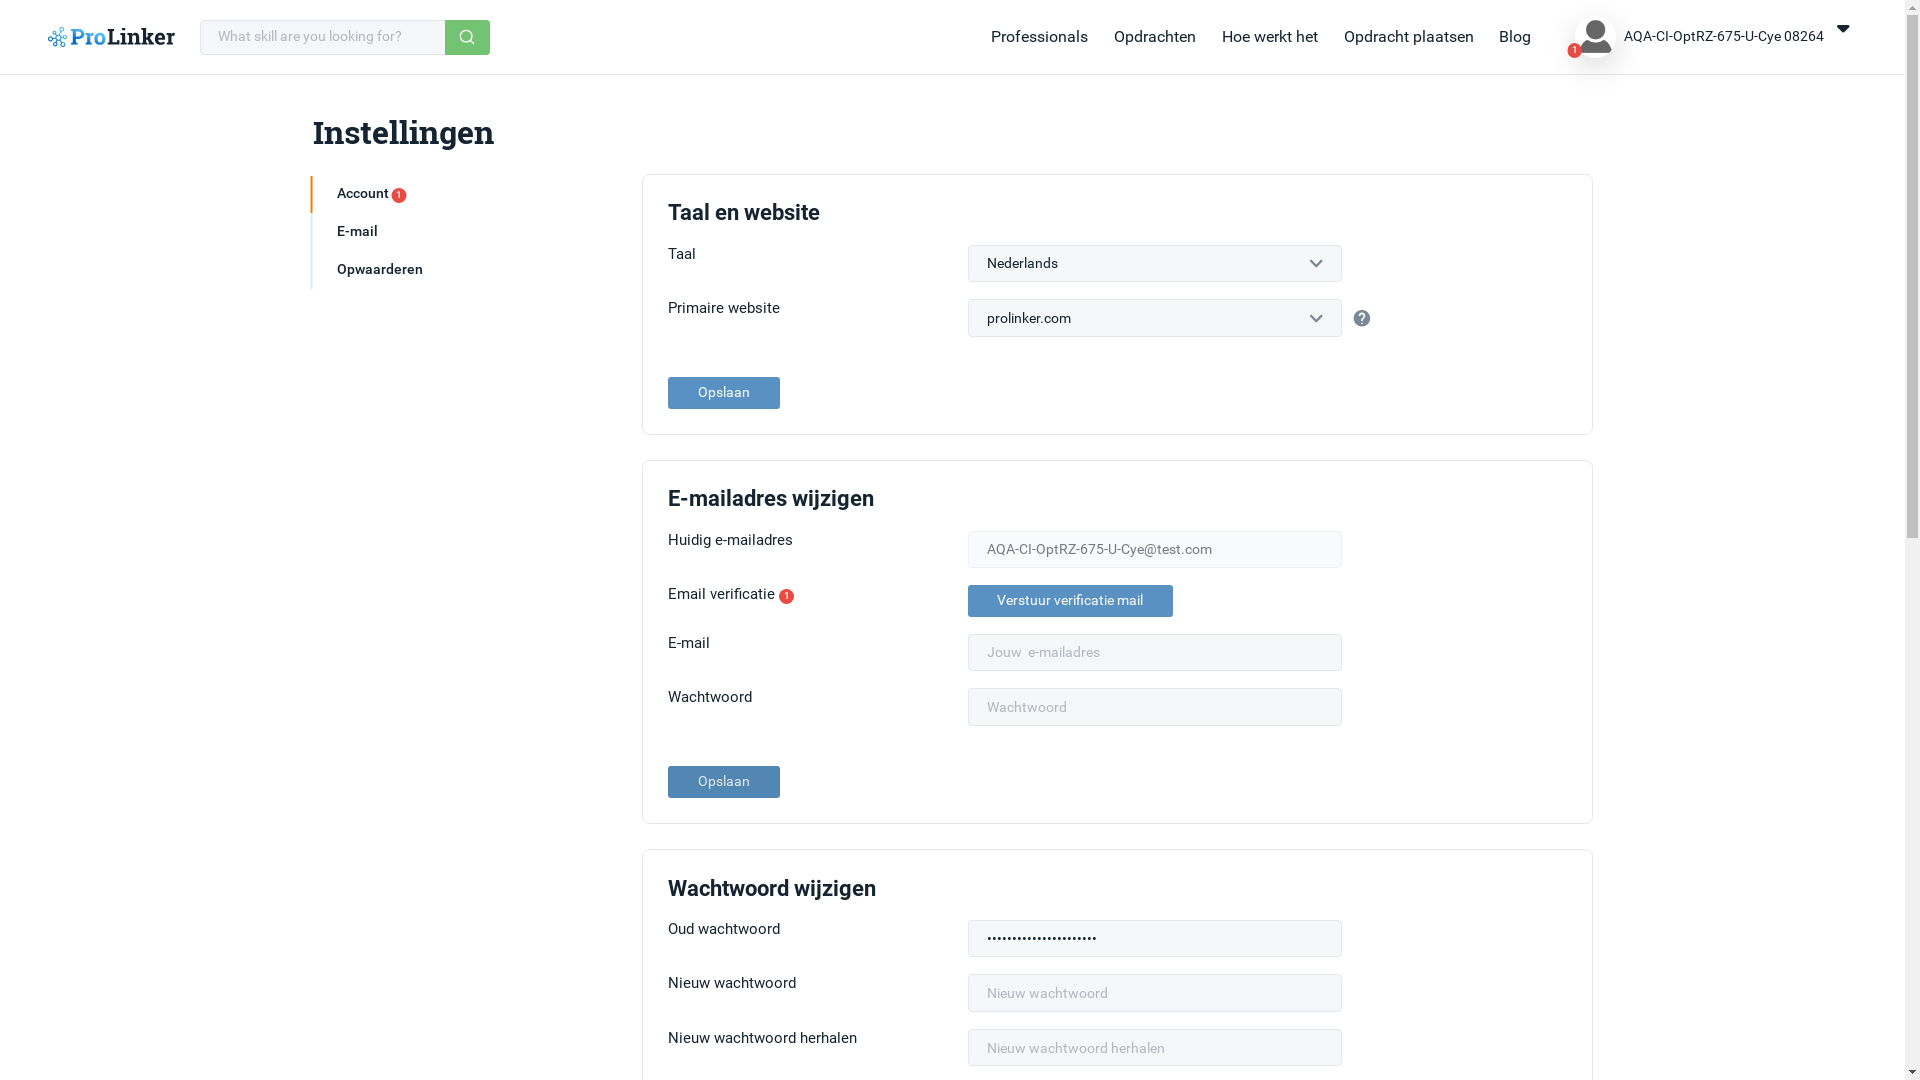 ProLinker
What skill are you looking for?
Professionals
Opdrachten
Hoe werkt het
Opdracht plaatsen
Blog
1
AQA-CI-OptRZ-675-U-Cye 08264
Instellingen
Account 1
E-mail
Opwaarderen
Taal en website
Taal
Nederlands
Primaire website
prolinker.com
?
Opslaan
E-mailadres wijzigen
Huidig e-mailadres
AQA-CI-OptRZ-675-U-Cye@test.com
Email verificatie 1
Verstuur verificatie mail
E-mail
Jouw e-mailadres
Wachtwoord
Wachtwoord
Opslaan
Wachtwoord wijzigen
Oud wachtwoord
••••••••••••••••••••••
Nieuw wachtwoord
Nieuw wachtwoord
Nieuw wachtwoord herhalen
Nieuw wachtwoord herhalen